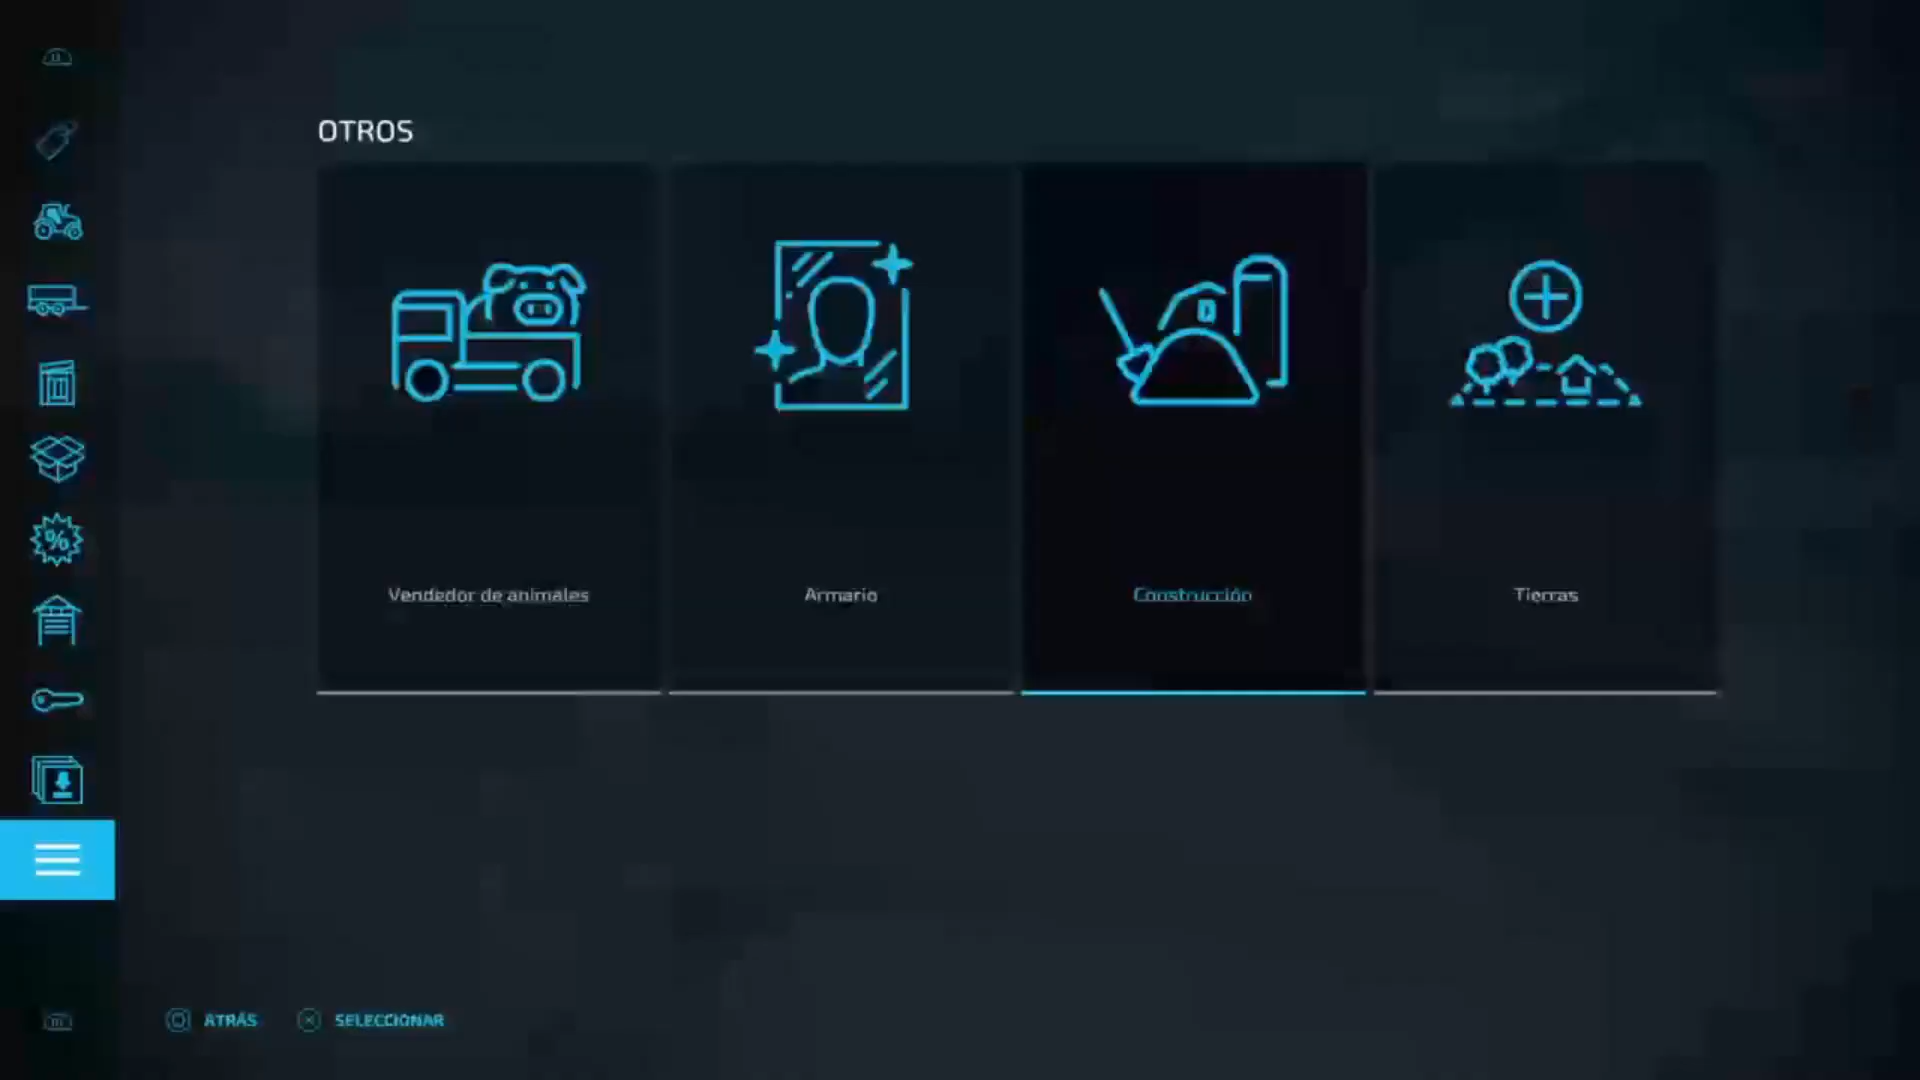 OTROS
Vendedor de animales
Armario
Construcción
Tierras
%
ATRÁS
SELECCIONAR